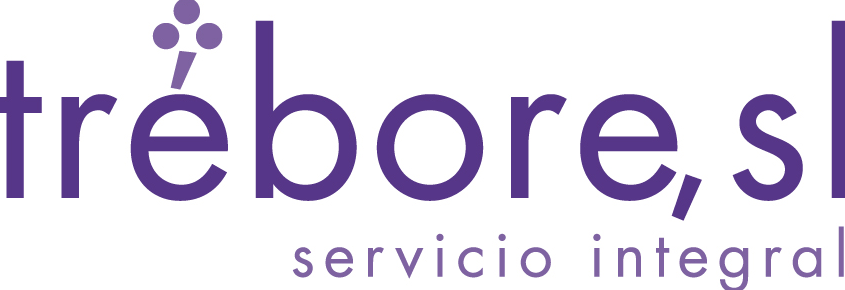 trébore, sl
servicio integral